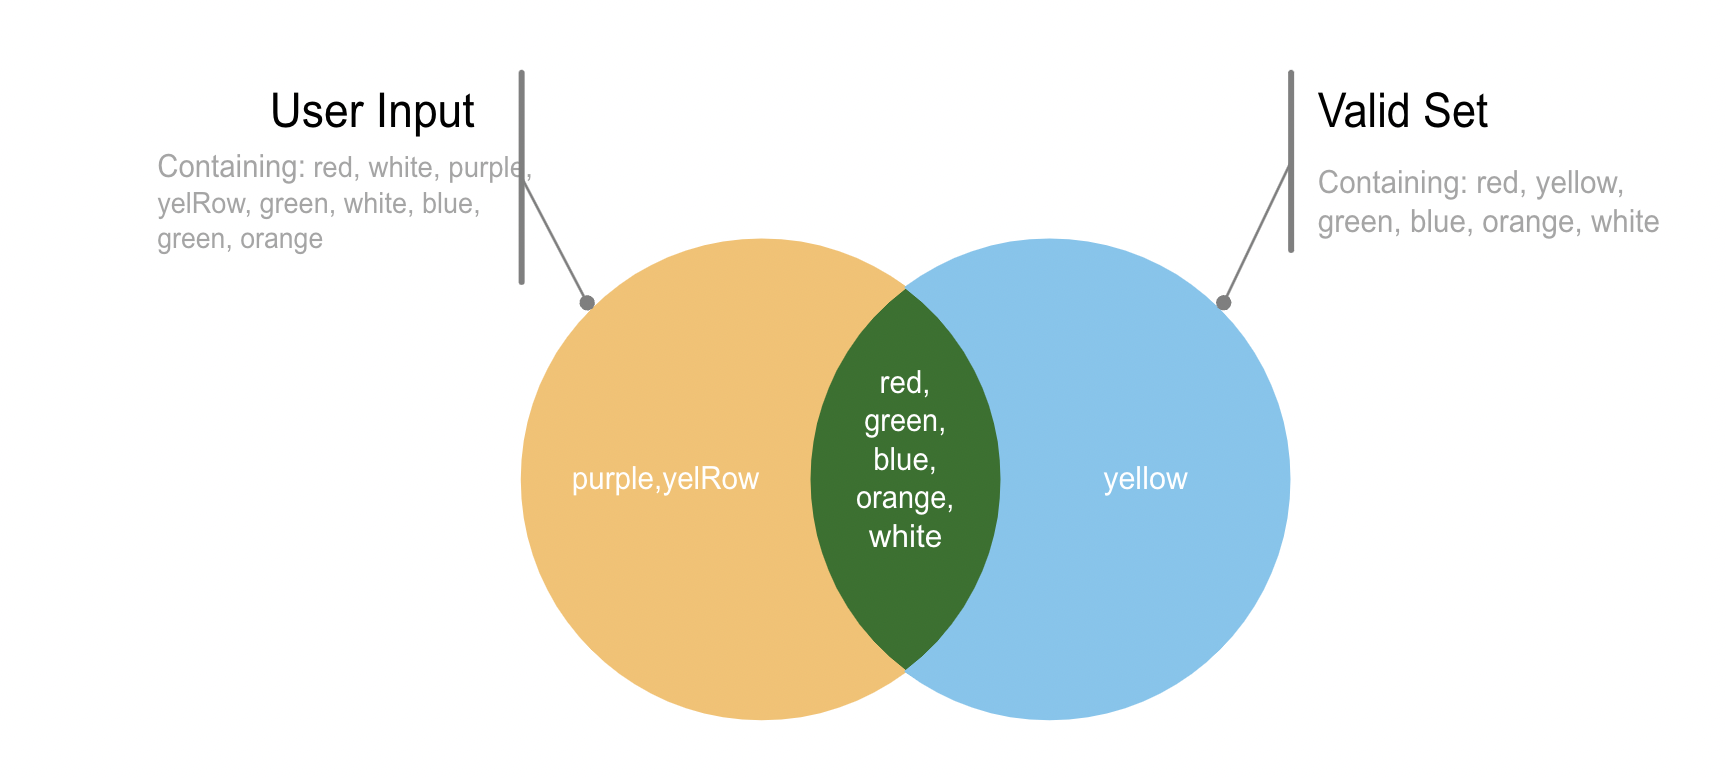 User Input
Containing: red, white, purple,
yelRow, green, white, blue,
green, orange
Valid Set
Containing: red, yellow,
green, blue, orange, white
red,
green,
blue,
orange,
white
purple,yelRow
yellow